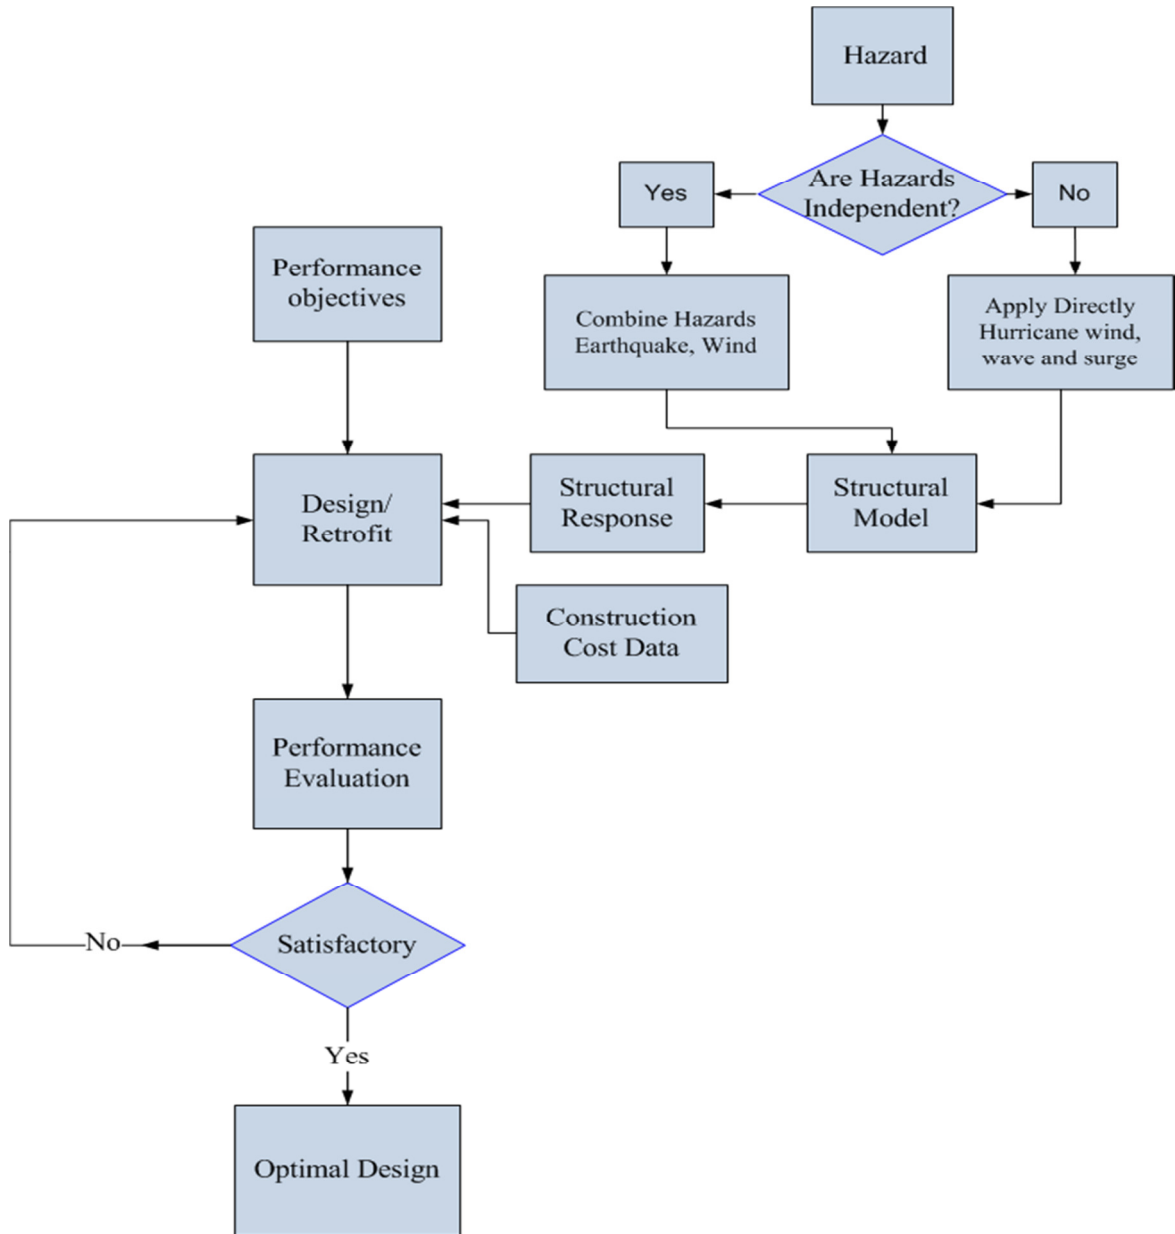 Hazard
Are Hazards
Independent?
Yes
No
Performance
objectives
Combine Hazards
Earthquake, Wind
Apply Directly
Hurricane wind,
wave and surge
Design/
Retrofit
Structural
Response
Structural
Model
Construction
Cost Data
Performance
Evaluation
Satisfactory
No
Yes
Optimal Design